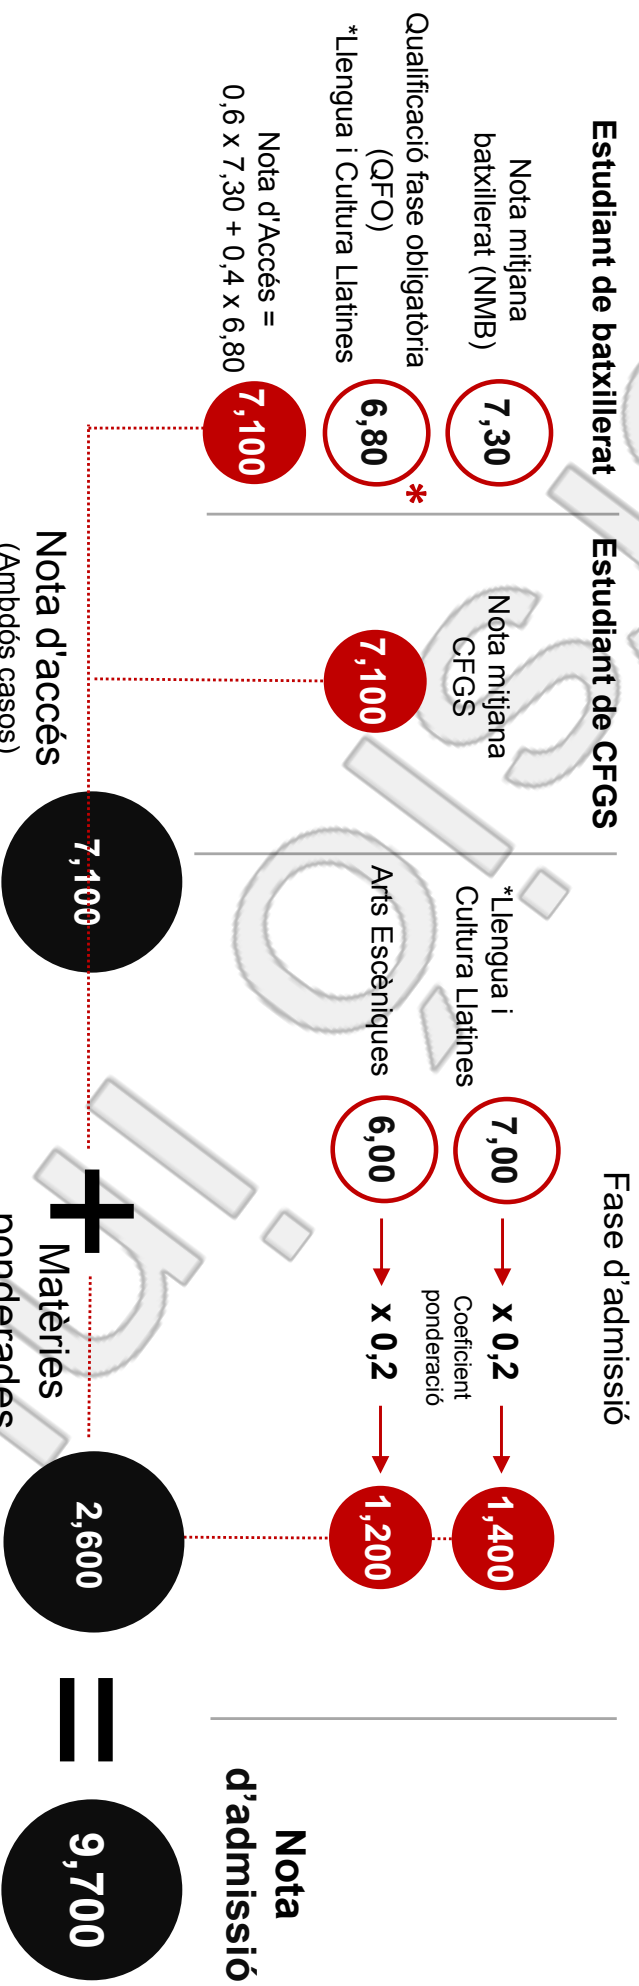 Estudiant de batxillerat
Nota mitjana
batxillerat (NMB)
7,30
Qualificació fase obligatòria
(QFO)
*Llengua i Cultura Llatines
6,80
*
Nota d'Accés =
0,6 x 7,30 + 0,4 x 6,80
7,100
Estudiant de CFGS
Nota mitjana
CFGS
7,100
Nota d'accés
(Ambdós casos)
7,100
Fase d'admissió
*Llengua i
Cultura Llatines
7,00
x 0,2
1,400
Coeficient
ponderació
Arts Escèniques
6,00
x 0,2
1,200
+
Matèries
ponderades
2,600
=
Nota
d'admissió
9,700